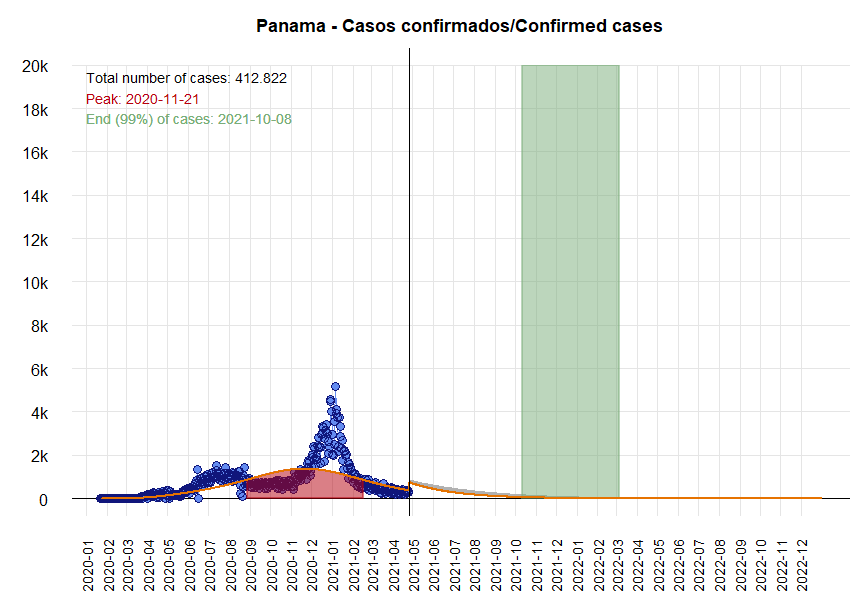 Panama - Casos confirmados/Confirmed cases
20k
18k
16k
14k
12k
10k
8k
6k
4k
2k
0
Total number of cases: 412.822
Peak: 2020-11-21
End (99%) of cases: 2021-10-08
2020-01
2020-02
2020-03
2020-04
2020-05
2020-06
2020-07
2020-08
2020-09
2020-10
2020-11
2020-12
2021-01
2021-02
2021-03
2021-04
2021-05
2021-06
2021-07
2021-08
2021-09
2021-10
2021-11
2021-12
2022-01
2022-02
2022-03
2022-04
2022-05
2022-06
2022-07
2022-08
2022-09
2022-10
2022-11
2022-12